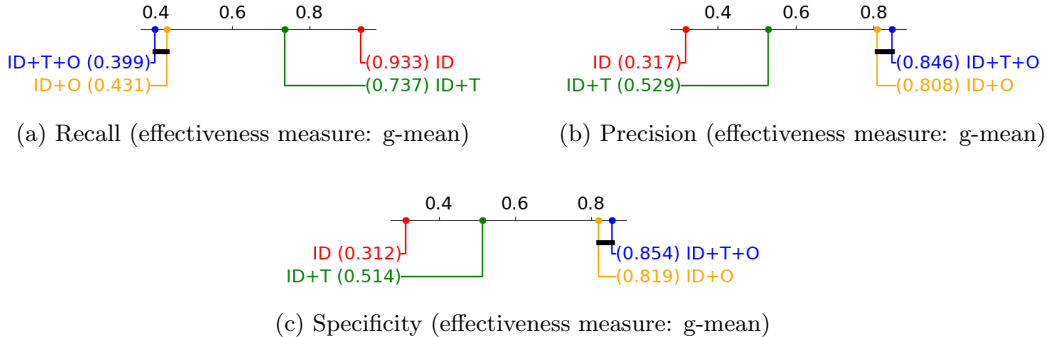 0.4 0.6 0.8
ID+T+O (0.399) (0.933) ID
ID+O (0.431) (0.737) ID+T
(a) Recall (effectiveness measure: g-mean)
0.4 0.6 0.8
ID (0.317) (0.846) ID+T+O
ID+T (0.529) (0.808) ID+O
(b) Precision (effectiveness measure: g-mean)
0.4 0.6 0.8
ID (0.312) (0.854) ID+T+O
ID+T (0.514) (0.819) ID+O
(c) Specificity (effectiveness measure: g-mean)